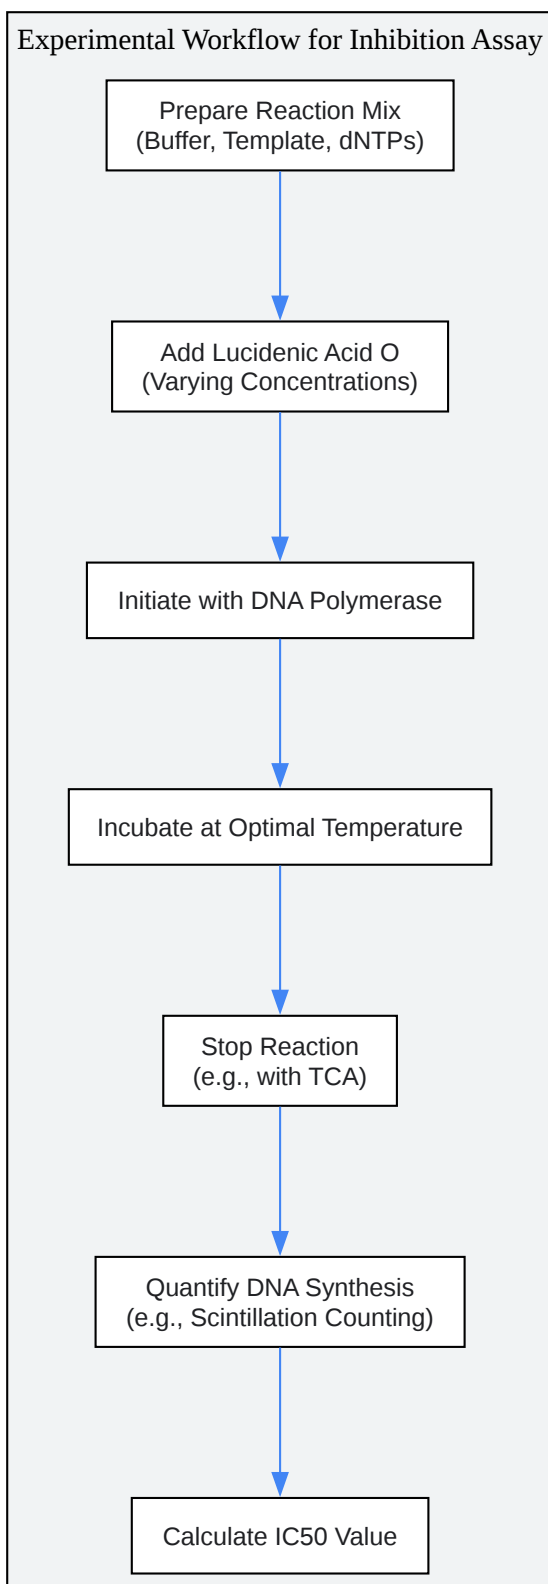 Experimental Workflow for Inhibition Assay
Prepare Reaction Mix
(Buffer, Template, dNTPs)
Add Lucidenic Acid O
(Varying Concentrations)
Initiate with DNA Polymerase
Incubate at Optimal Temperature
Stop Reaction
(e.g., with TCA)
Quantify DNA Synthesis
(e.g., Scintillation Counting)
Calculate IC50 Value